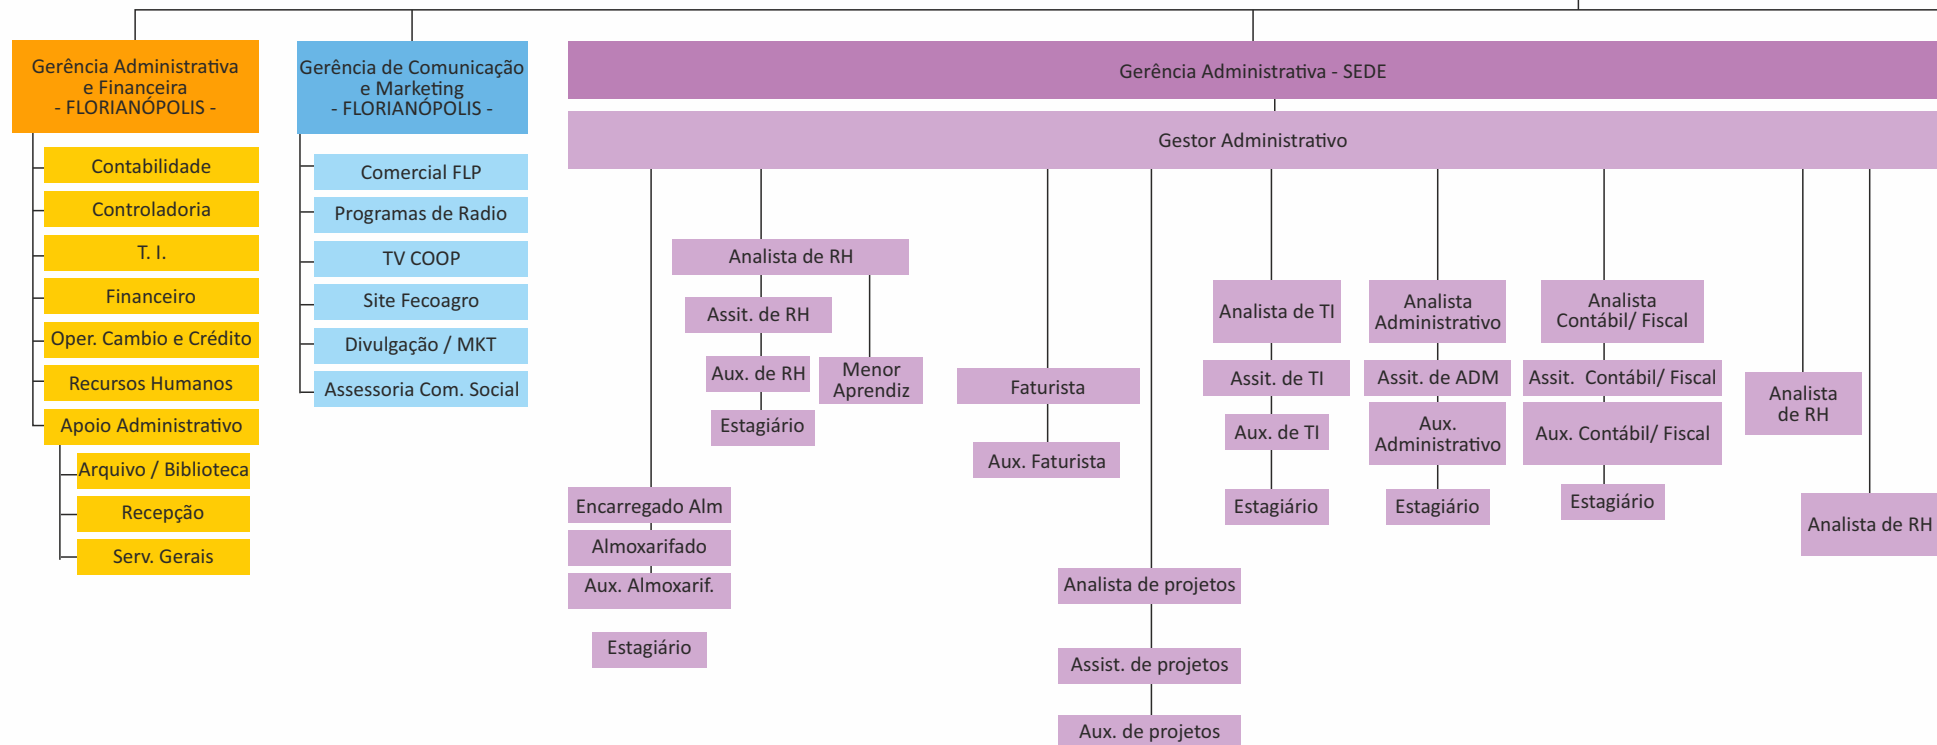 Gerência Administrativa
e Financeira
- FLORIANÓPOLIS -
Contabilidade
Controladoria
T. I.
Financeiro
Oper. Cambio e Crédito
Recursos Humanos
Apoio Administrativo
Arquivo / Biblioteca
Recepção
Serv. Gerais
Gerência de Comunicação
e Marketing
- FLORIANÓPOLIS -
Comercial FLP
Programas de Radio
TV COOP
Site Fecoagro
Divulgação / MKT
Assessoria Com. Social
Gerência Administrativa - SEDE
Gestor Administrativo
Encarregado Alm
Almoxarifado
Aux. Almoxarif.
Estagiário
Analista de RH
Assit. de RH
Aux. de RH
Estagiário
Menor
Aprendiz
Faturista
Aux. Faturista
Analista de projetos
Assist. de projetos
Aux. de projetos
Analista de TI
Assit. de TI
Aux. de TI
Estagiário
Analista
Administrativo
Assit. de ADM
Aux.
Administrativo
Estagiário
Analista
Contábil/ Fiscal
Assit. Contábil/ Fiscal
Aux. Contábil/ Fiscal
Estagiário
Analista
de RH
Analista de RH